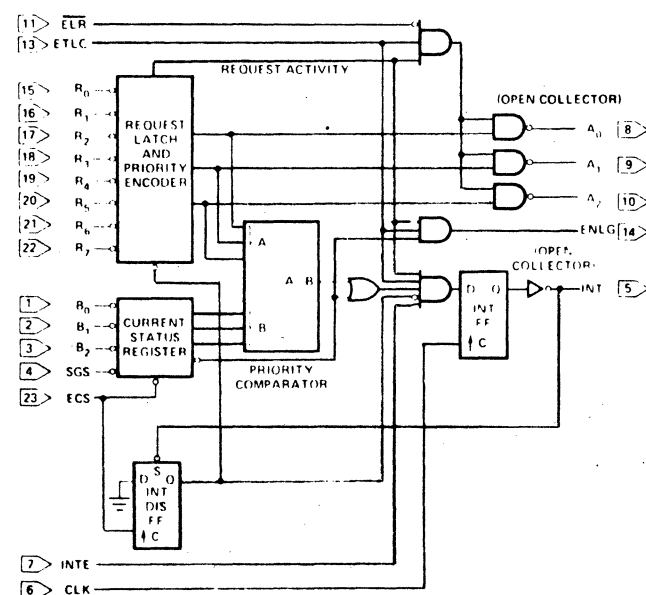 11 ELR
13 ETLC
REQUEST ACTIVITY
15 R0
16 R1
17 R2
18 R3
19 R4
20 R5
21 R6
22 R7
REQUEST
LATCH
AND
PRIORITY
ENCODER
(OPEN COLLECTOR)
A0 8
A1 9
A2 10
ENLG 14
(OPEN
COLLECTOR)
INT 5
A
A B
B
PRIORITY
COMPARATOR
1 B0
2 B1
3 B2
4 SGS
23 ECS
CURRENT
STATUS
REGISTER
D Q
INT
FF
C
S
D Q
INT
DIS
FF
C
7 INTE
6 CLK